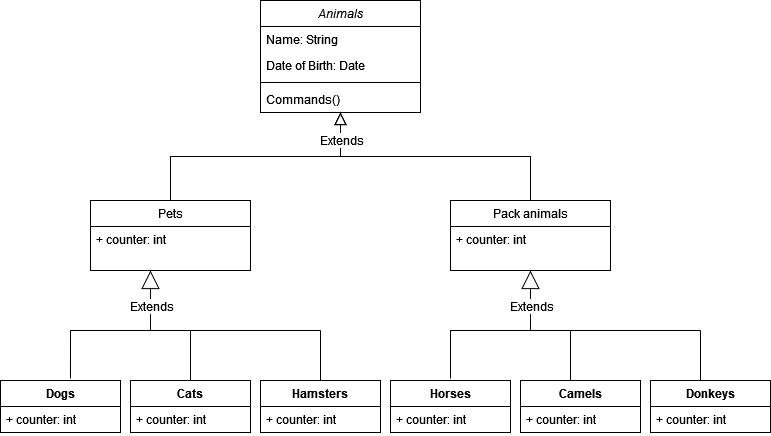 Animals
Name: String
Date of Birth: Date
Commands()
Extends
Pets
+ counter: int
Pack animals
+ counter: int
Extends
Extends
Dogs
+ counter: int
Cats
+ counter: int
Hamsters
+ counter: int
Horses
+ counter: int
Camels
+ counter: int
Donkeys
+ counter: int